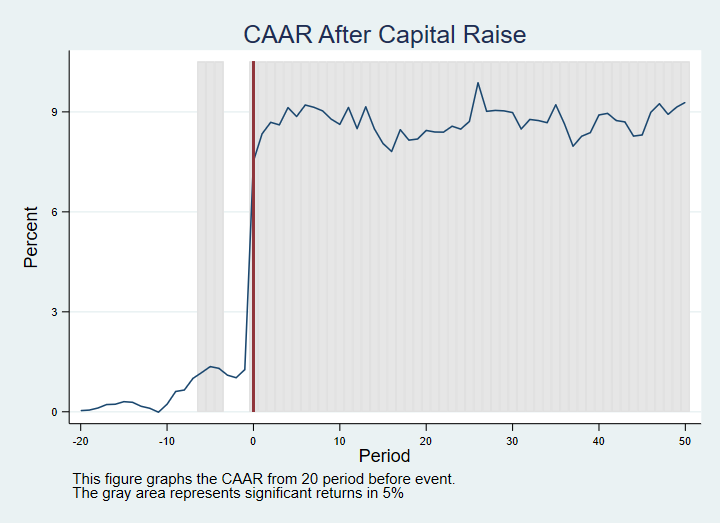 CAAR After Capital Raise
Percent
9
6
3
0
-20 -10 0 10 20 30 40 50
Period
This figure graphs the CAAR from 20 period before event.
The gray area represents significant returns in 5%